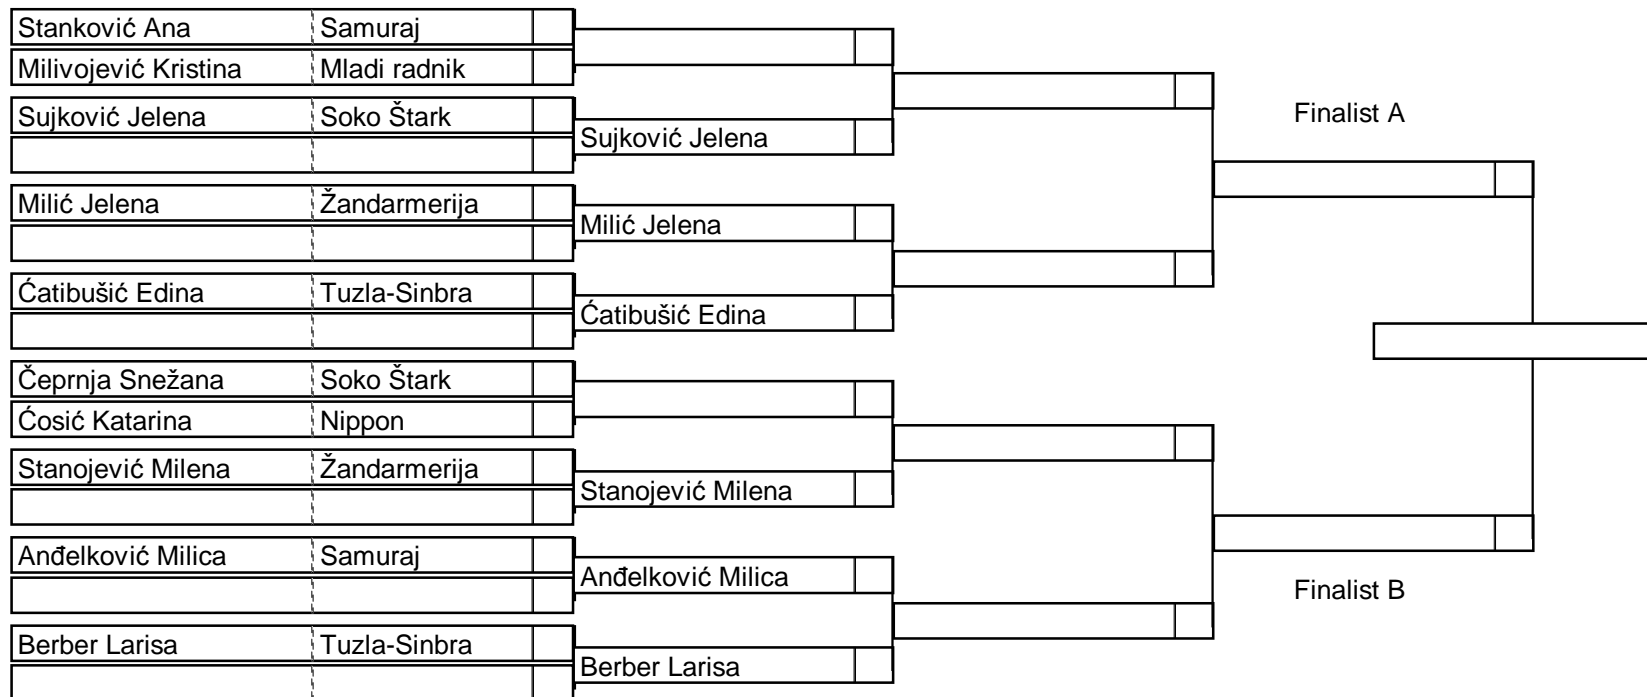 Stanković Ana Samuraj
Milivojević Kristina Mladi radnik
Sujković Jelena Soko Štark
Finalist A
Sujković Jelena
Milić Jelena Žandarmerija
Milić Jelena
Ćatibušić Edina Tuzla-Sinbra
Ćatibušić Edina
Čeprnja Snežana Soko Štark
Ćosić Katarina Nippon
Stanojević Milena Žandarmerija
Stanojević Milena
Anđelković Milica Samuraj
Anđelković Milica
Finalist B
Berber Larisa Tuzla-Sinbra
Berber Larisa